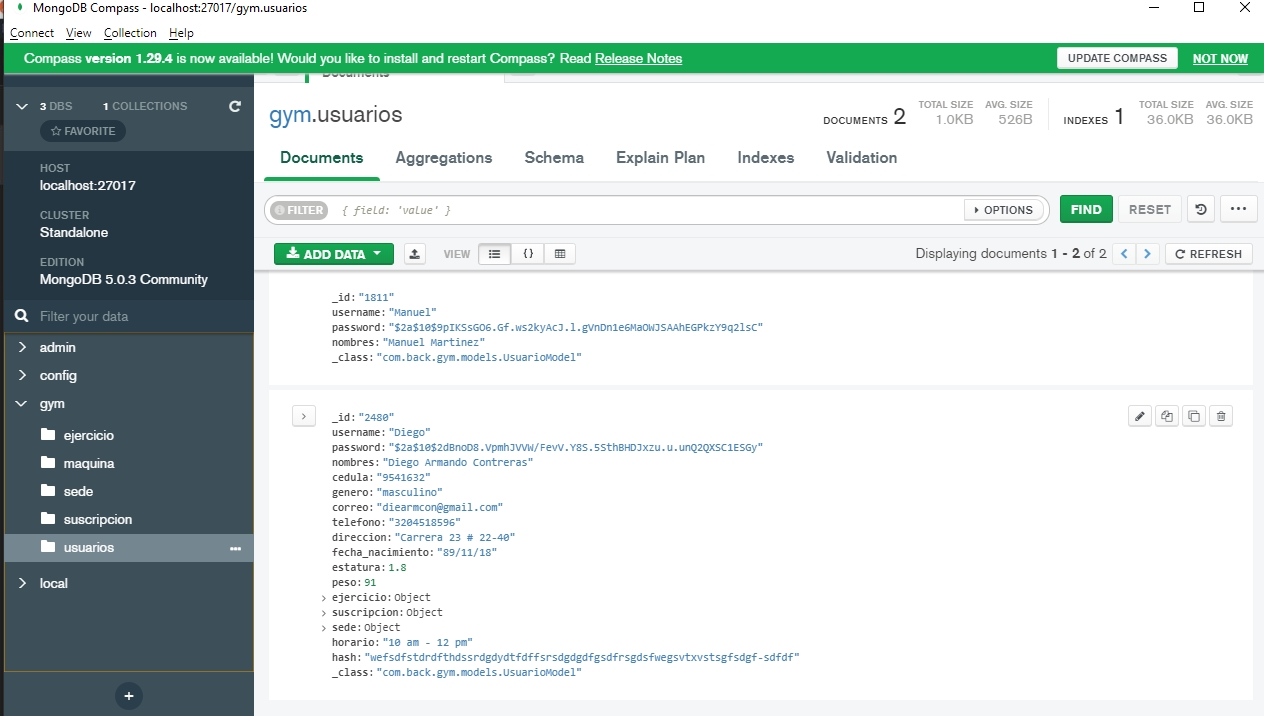 MongoDB Compass - localhost:27017/gym.usuarios
Connect View Collection Help
Compass version 1.29.4 is now available! Would you like to install and restart Compass? Read Release Notes
UPDATE COMPASS
NOT NOW
Documents
3 DBS
1 COLLECTIONS
FAVORITE
HOST
localhost:27017
CLUSTER
Standalone
EDITION
MongoDB 5.0.3 Community
Filter your data
admin
config
gym
ejercicio
maquina
sede
suscripcion
usuarios
local
gym.usuarios
DOCUMENTS 2
TOTAL SIZE 1.0KB
AVG. SIZE 526B
INDEXES 1
TOTAL SIZE 36.0KB
AVG. SIZE 36.0KB
Documents Aggregations Schema Explain Plan Indexes Validation
FILTER { field: 'value' }
OPTIONS
FIND
RESET
ADD DATA
VIEW
Displaying documents 1 - 2 of 2
REFRESH
_id: "1811"
username: "Manuel"
password: "$2a$10$9pIKSsGO6.Gf.ws2kyAcJ.l.gVnDn1e6MaOWJSAAhEGPkzY9q2lsC"
nombres: "Manuel Martinez"
_class: "com.back.gym.models.UsuarioModel"
_id: "2480"
username: "Diego"
password: "$2a$10$2dBnoD8.VpmhJVVW/FevV.Y8S.5SthBHDJxzu.u.unQ2QXSC1ESGy"
nombres: "Diego Armando Contreras"
cedula: "9541632"
genero: "masculino"
correo: "diearmcon@gmail.com"
telefono: "3204518596"
direccion: "Carrera 23 # 22-40"
fecha_nacimiento: "89/11/18"
estatura: 1.8
peso: 91
ejercicio: Object
suscripcion: Object
sede: Object
horario: "10 am - 12 pm"
hash: "wefsdfstdrdfthdssrdgdydtfdffsrsdgdgdfgsdfrsgdsfwegsvtxvstsgfsdgf-sdfdf"
_class: "com.back.gym.models.UsuarioModel"